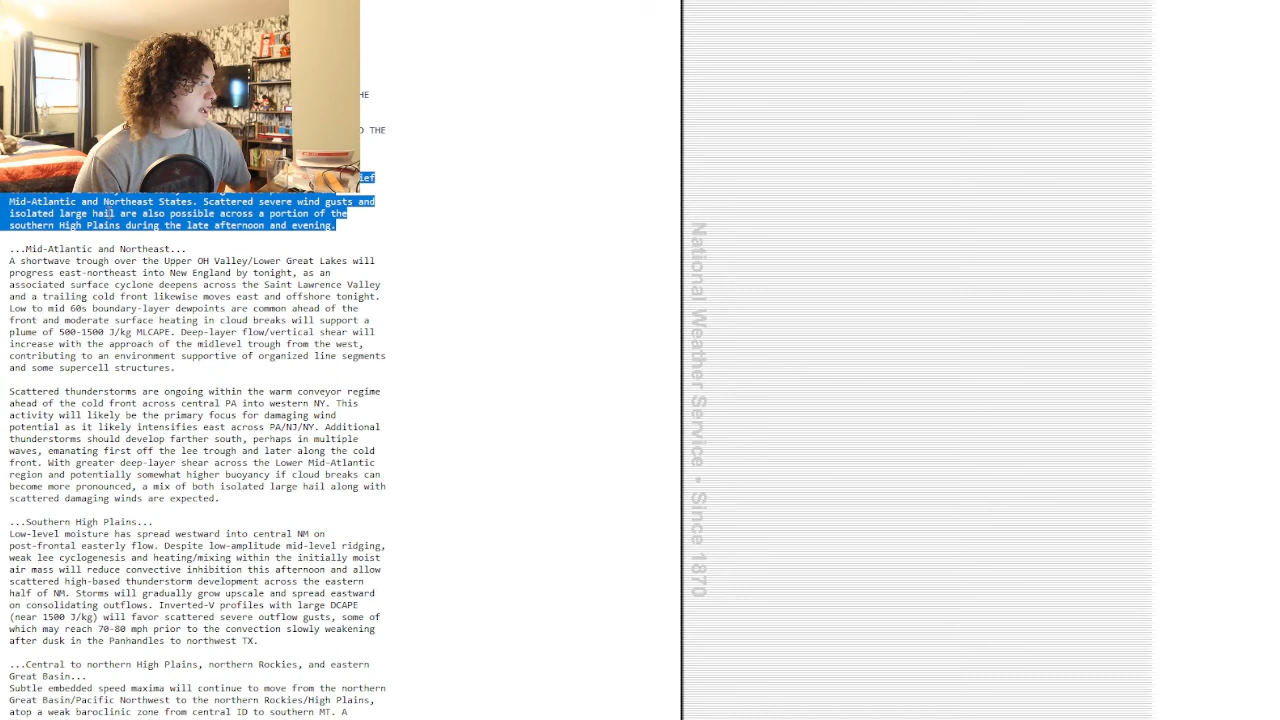 HE
O THE
ief
Mid-Atlantic and Northeast States. Scattered severe wind gusts and
isolated large hail are also possible across a portion of the
southern High Plains during the late afternoon and evening.
...Mid-Atlantic and Northeast...
A shortwave trough over the Upper OH Valley/Lower Great Lakes will
progress east-northeast into New England by tonight, as an
associated surface cyclone deepens across the Saint Lawrence Valley
and a trailing cold front likewise moves east and offshore tonight.
Low to mid 60s boundary-layer dewpoints are common ahead of the
front and moderate surface heating in cloud breaks will support a
plume of 500-1500 J/kg MLCAPE. Deep-layer flow/vertical shear will
increase with the approach of the midlevel trough from the west,
contributing to an environment supportive of organized line segments
and some supercell structures.
Scattered thunderstorms are ongoing within the warm conveyor regime
ahead of the cold front across central PA into western NY. This
activity will likely be the primary focus for damaging wind
potential as it likely intensifies east across PA/NJ/NY. Additional
thunderstorms should develop farther south, perhaps in multiple
waves, emanating first off the lee trough and later along the cold
front. With greater deep-layer shear across the Lower Mid-Atlantic
region and potentially somewhat higher buoyancy if cloud breaks can
become more pronounced, a mix of both isolated large hail along with
scattered damaging winds are expected.
...Southern High Plains...
Low-level moisture has spread westward into central NM on
post-frontal easterly flow. Despite low-amplitude mid-level ridging,
weak lee cyclogenesis and heating/mixing within the initially moist
air mass will reduce convective inhibition this afternoon and allow
scattered high-based thunderstorm development across the eastern
half of NM. Storms will gradually grow upscale and spread eastward
on consolidating outflows. Inverted-V profiles with large DCAPE
(near 1500 J/kg) will favor scattered severe outflow gusts, some of
which may reach 70-80 mph prior to the convection slowly weakening
after dusk in the Panhandles to northwest TX.
...Central to northern High Plains, northern Rockies, and eastern
Great Basin...
Subtle embedded speed maxima will continue to move from the northern
Great Basin/Pacific Northwest to the northern Rockies/High Plains,
atop a weak baroclinic zone from central ID to southern MT. A
National Weather Service • Since 1870